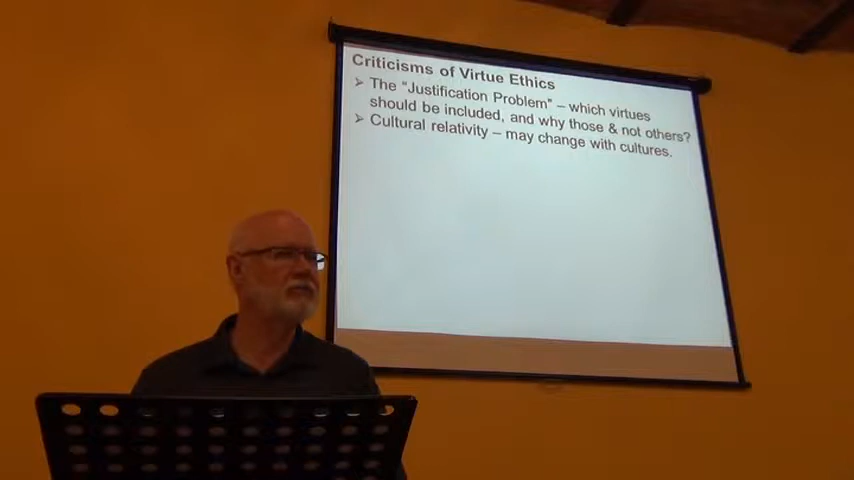 Criticisms of Virtue Ethics
➢ The "Justification Problem" – which virtues
should be included, and why those & not others?
➢ Cultural relativity – may change with cultures.